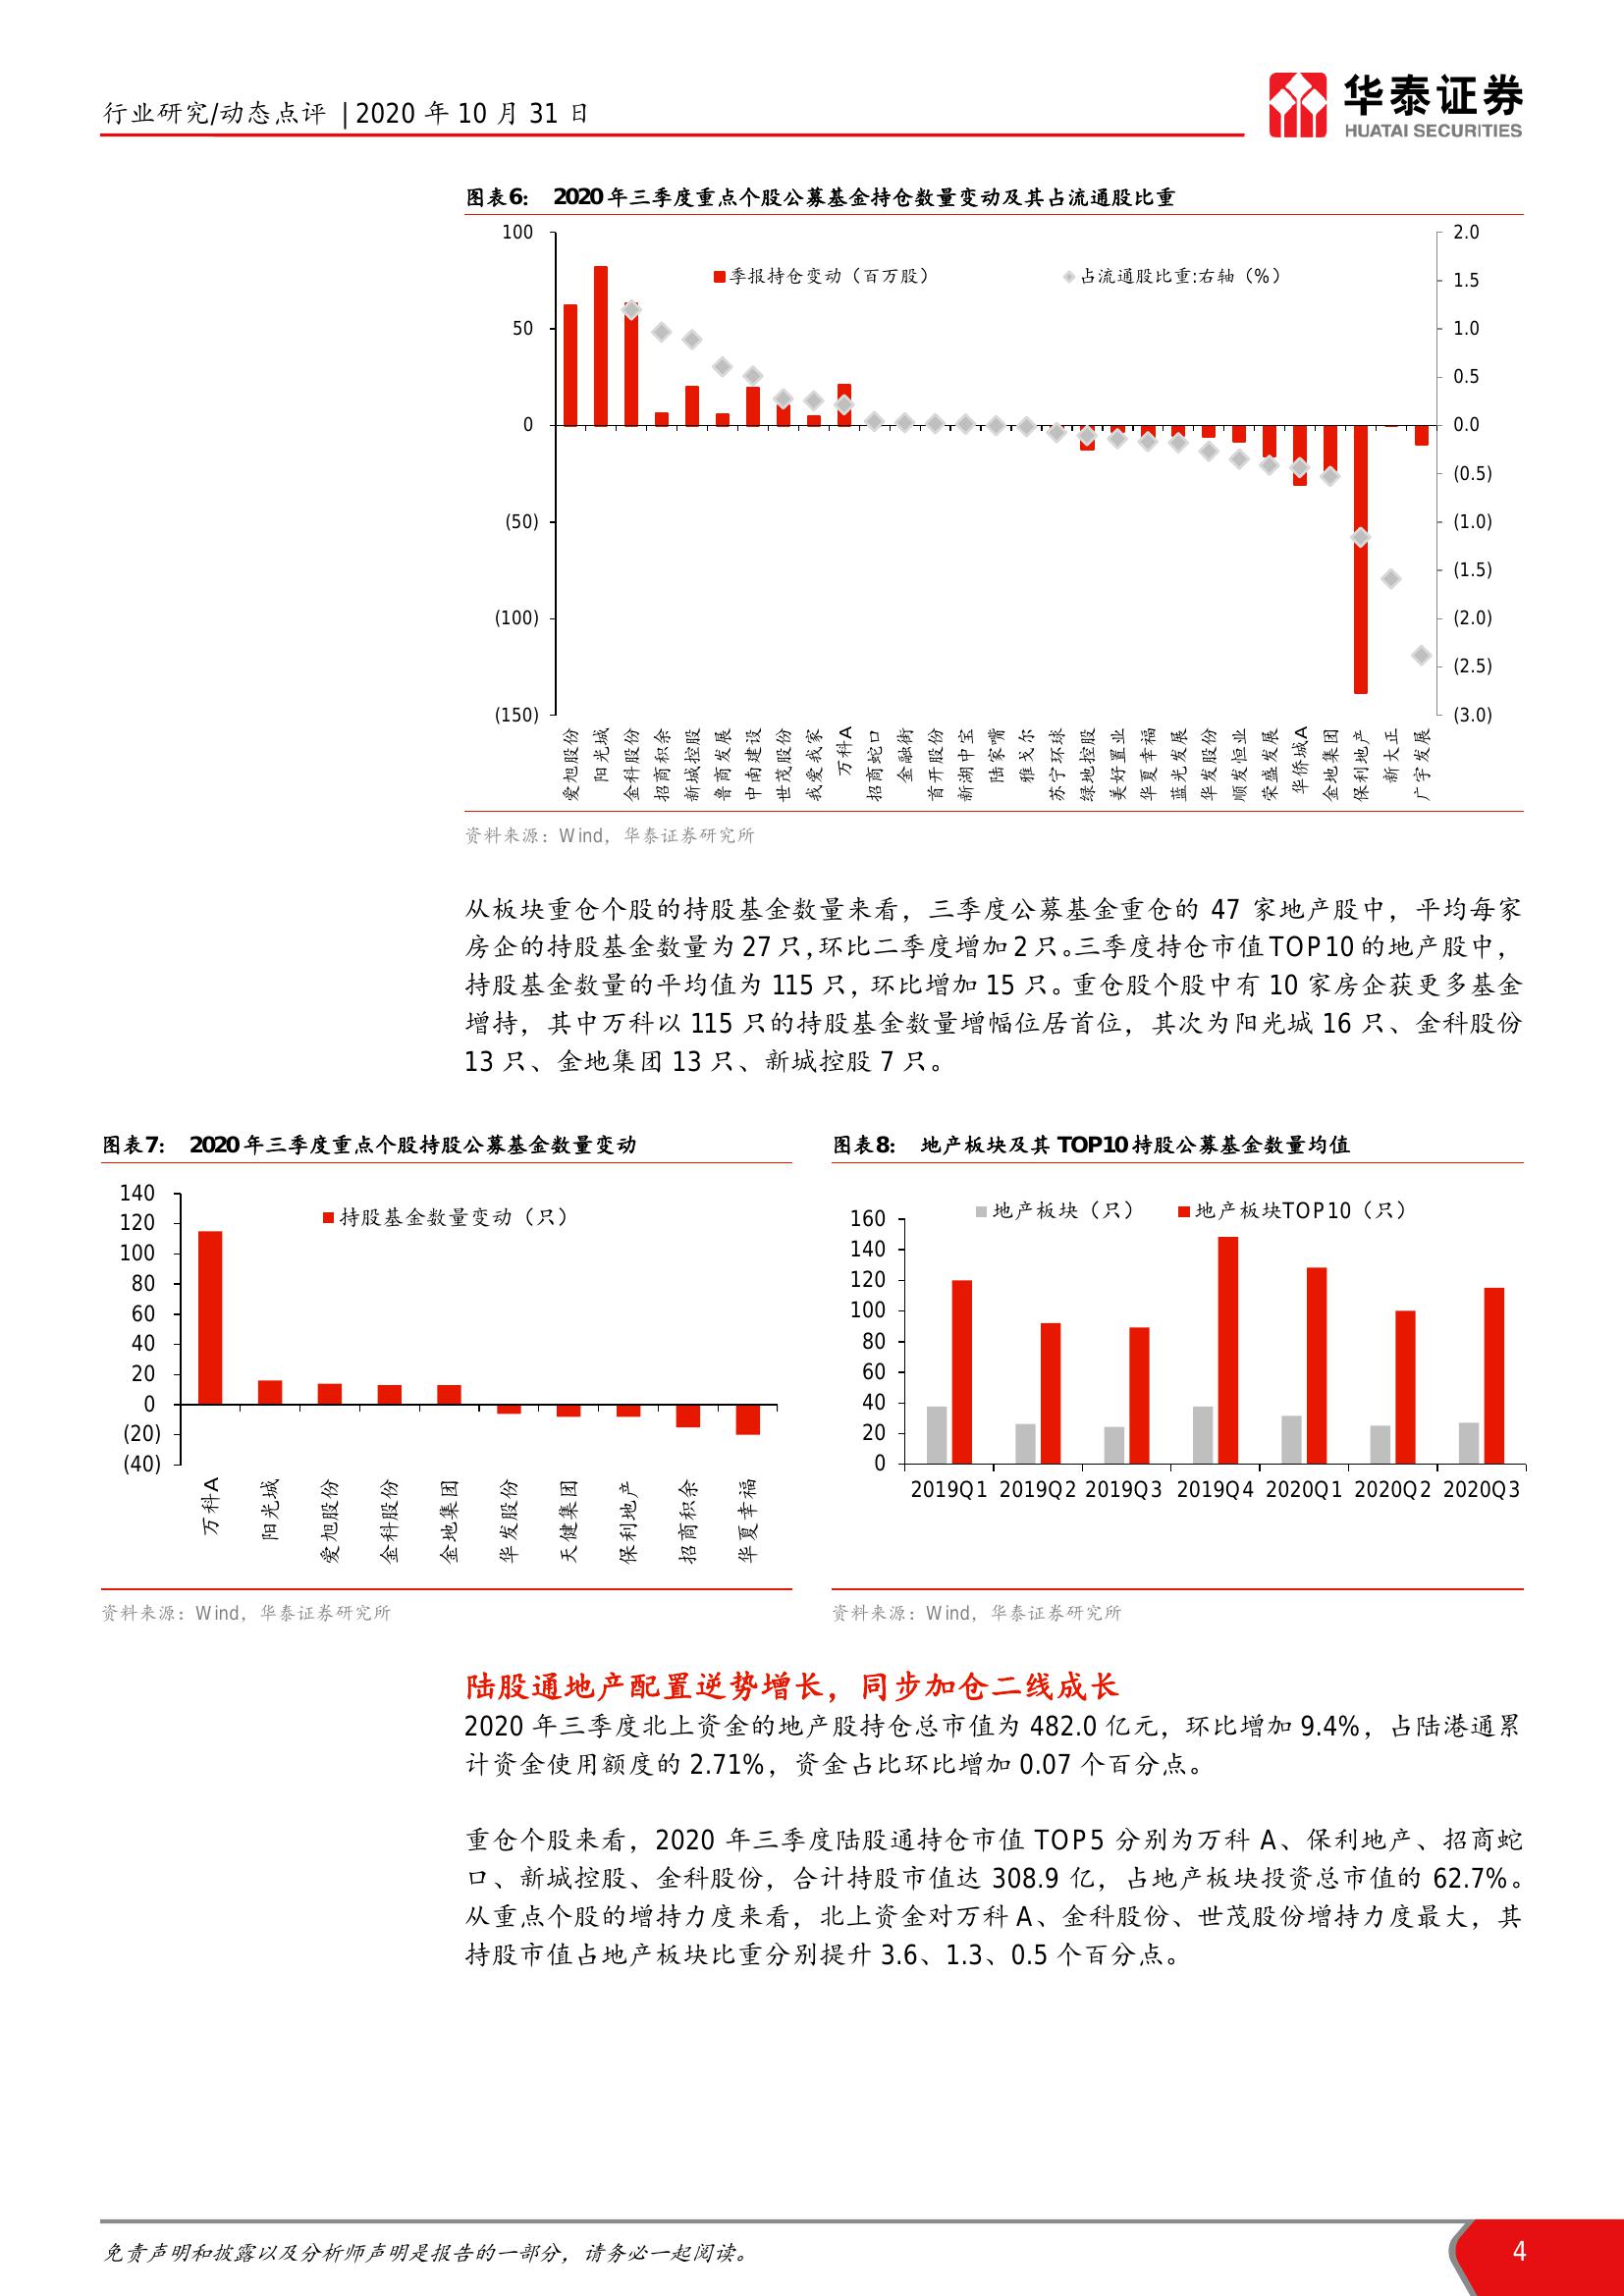 行业研究/动态点评 | 2020 年 10 月 31 日
华泰证券
HUATAI SECURITIES
图表6： 2020 年三季度重点个股公募基金持仓数量变动及其占流通股比重
季报持仓变动（百万股）
占流通股比重:右轴（%）
100
50
0
(50)
(100)
(150)
2.0
1.5
1.0
0.5
0.0
(0.5)
(1.0)
(1.5)
(2.0)
(2.5)
(3.0)
爱旭股份
阳光城
金科股份
招商积余
新城控股
鲁商发展
中南建设
世茂股份
我爱我家
万科A
招商蛇口
金融街
首开股份
新湖中宝
陆家嘴
雅戈尔
苏宁环球
绿地控股
美好置业
华夏幸福
蓝光发展
华发股份
顺发恒业
荣盛发展
华侨城A
金地集团
保利地产
新大正
广宇发展
资料来源：Wind，华泰证券研究所
从板块重仓个股的持股基金数量来看，三季度公募基金重仓的 47 家地产股中，平均每家
房企的持股基金数量为 27 只，环比二季度增加 2 只。三季度持仓市值 TOP10 的地产股中，
持股基金数量的平均值为 115 只，环比增加 15 只。重仓股个股中有 10 家房企获更多基金
增持，其中万科以 115 只的持股基金数量增幅位居首位，其次为阳光城 16 只、金科股份
13 只、金地集团 13 只、新城控股 7 只。
图表7： 2020 年三季度重点个股持股公募基金数量变动
持股基金数量变动（只）
140
120
100
80
60
40
20
0
(20)
(40)
万科A
阳光城
爱旭股份
金科股份
金地集团
华发股份
天健集团
保利地产
招商积余
华夏幸福
资料来源：Wind，华泰证券研究所
图表8： 地产板块及其 TOP10 持股公募基金数量均值
地产板块（只）
地产板块TOP10（只）
160
140
120
100
80
60
40
20
0
2019Q1 2019Q2 2019Q3 2019Q4 2020Q1 2020Q2 2020Q3
资料来源：Wind，华泰证券研究所
陆股通地产配置逆势增长，同步加仓二线成长
2020 年三季度北上资金的地产股持仓总市值为 482.0 亿元，环比增加 9.4%，占陆港通累
计资金使用额度的 2.71%，资金占比环比增加 0.07 个百分点。
重仓个股来看，2020 年三季度陆股通持仓市值 TOP5 分别为万科 A、保利地产、招商蛇
口、新城控股、金科股份，合计持股市值达 308.9 亿，占地产板块投资总市值的 62.7%。
从重点个股的增持力度来看，北上资金对万科 A、金科股份、世茂股份增持力度最大，其
持股市值占地产板块比重分别提升 3.6、1.3、0.5 个百分点。
免责声明和披露以及分析师声明是报告的一部分，请务必一起阅读。
4